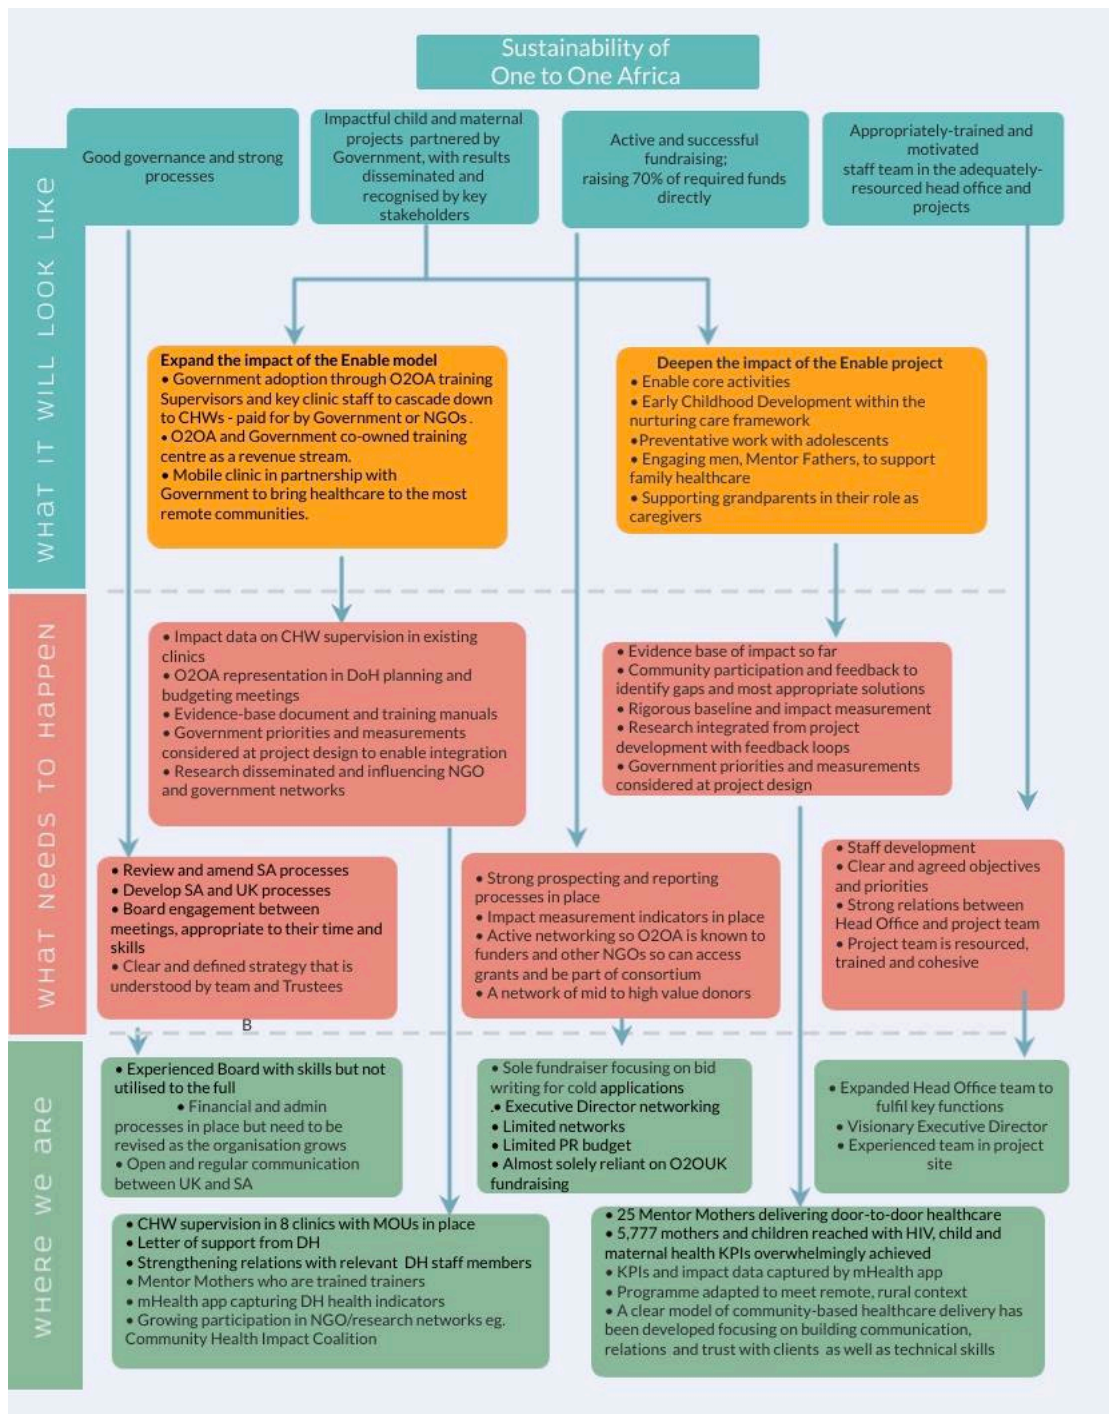 Sustainability of
One to One Africa
Good governance and strong
processes
Impactful child and maternal
projects partnered by
Government, with results
disseminated and
recognised by key
stakeholders
Active and successful
fundraising;
raising 70% of required funds
directly
Appropriately-trained and
motivated
staff team in the adequately-
resourced head office and
projects
WHAT IT WILL LOOK LIKE
Expand the impact of the Enable model
• Government adoption through O2OA training
Supervisors and key clinic staff to cascade down
to CHWs - paid for by Government or NGOs.
• O2OA and Government co-owned training
centre as a revenue stream.
• Mobile clinic in partnership with
Government to bring healthcare to the most
remote communities.
Deepen the impact of the Enable project
• Enable core activities
• Early Childhood Development within the
nurturing care framework
•Preventative work with adolescents
• Engaging men, Mentor Fathers, to support
family healthcare
• Supporting grandparents in their role as
caregivers
WHAT NEEDS TO HAPPEN
• Impact data on CHW supervision in existing
clinics
• O2OA representation in DoH planning and
budgeting meetings
• Evidence-base document and training manuals
• Government priorities and measurements
considered at project design to enable integration
• Research disseminated and influencing NGO
and government networks
• Evidence base of impact so far
• Community participation and feedback to
identify gaps and most appropriate solutions
• Rigorous baseline and impact measurement
• Research integrated from project
development with feedback loops
• Government priorities and measurements
considered at project design
• Review and amend SA processes
• Develop SA and UK processes
• Board engagement between
meetings, appropriate to their time and
skills
• Clear and defined strategy that is
understood by team and Trustees
• Strong prospecting and reporting
processes in place
• Impact measurement indicators in place
• Active networking so O2OA is known to
funders and other NGOs so can access
grants and be part of consortium
• A network of mid to high value donors
• Staff development
• Clear and agreed objectives
and priorities
• Strong relations between
Head Office and project team
• Project team is resourced,
trained and cohesive
B
WHERE WE ARE
• Experienced Board with skills but not
utilised to the full
• Financial and admin
processes in place but need to be
revised as the organisation grows
• Open and regular communication
between UK and SA
• Sole fundraiser focusing on bid
writing for cold applications
.• Executive Director networking
• Limited networks
• Limited PR budget
• Almost solely reliant on O2OUK
fundraising
• Expanded Head Office team to
fulfil key functions
• Visionary Executive Director
• Experienced team in project
site
• CHW supervision in 8 clinics with MOUs in place
• Letter of support from DH
• Strengthening relations with relevant DH staff members
• Mentor Mothers who are trained trainers
• mHealth app capturing DH health indicators
• Growing participation in NGO/research networks eg.
Community Health Impact Coalition
• 25 Mentor Mothers delivering door-to-door healthcare
• 5,777 mothers and children reached with HIV, child and
maternal health KPIs overwhelmingly achieved
• KPIs and impact data captured by mHealth app
• Programme adapted to meet remote, rural context
• A clear model of community-based healthcare delivery has
been developed focusing on building communication,
relations and trust with clients as well as technical skills